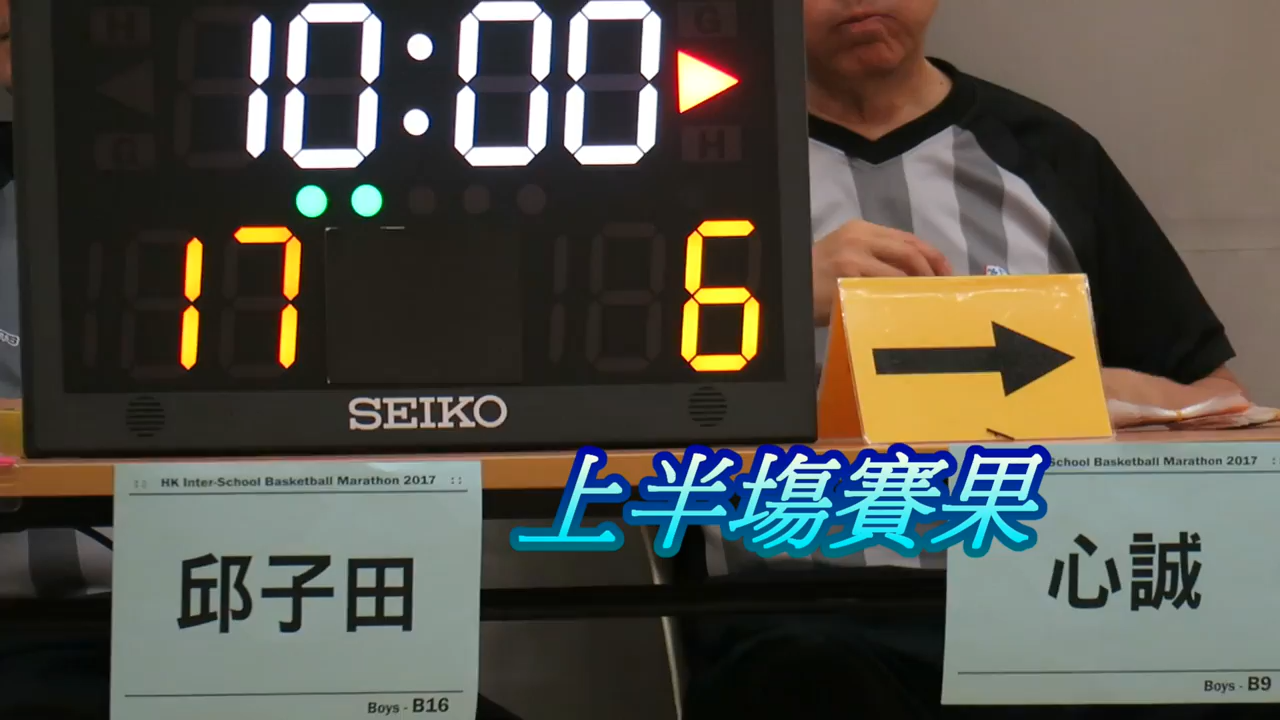 10:00
17
6
SEIKO
上半塲賽果
HK Inter-School Basketball Marathon 2017
邱子田
Boys - B16
School Basketball Marathon 2017
心誠
Boys - B9